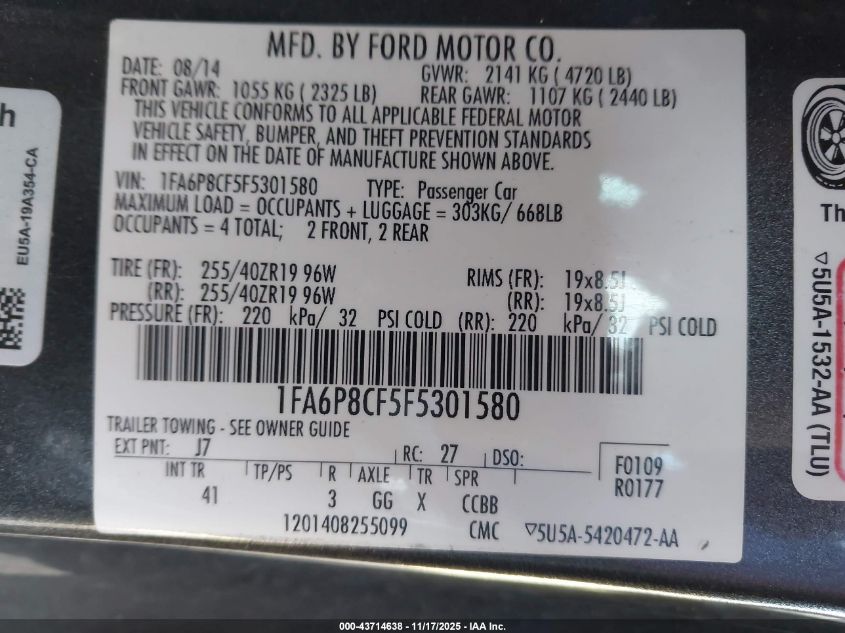 MFD. BY FORD MOTOR CO.
DATE: 08/14 GVWR: 2141 KG ( 4720 LB)
FRONT GAWR: 1055 KG ( 2325 LB) REAR GAWR: 1107 KG ( 2440 LB)
THIS VEHICLE CONFORMS TO ALL APPLICABLE FEDERAL MOTOR
VEHICLE SAFETY, BUMPER, AND THEFT PREVENTION STANDARDS
IN EFFECT ON THE DATE OF MANUFACTURE SHOWN ABOVE.
VIN: 1FA6P8CF5F5301580 TYPE: Passenger Car
MAXIMUM LOAD = OCCUPANTS + LUGGAGE = 303KG/ 668LB
OCCUPANTS = 4 TOTAL; 2 FRONT, 2 REAR
TIRE (FR): 255/40ZR19 96W RIMS (FR): 19x8.5J
(RR): 255/40ZR19 96W (RR): 19x8.5J
PRESSURE (FR): 220 kPa/ 32 PSI COLD (RR): 220 kPa/ 32 PSI COLD
1FA6P8CF5F5301580
TRAILER TOWING - SEE OWNER GUIDE
EXT PNT: J7 RC: 27 DSO:
INT TR TP/PS R AXLE TR SPR
41 3 GG X CCBB
F0109
R0177
1201408255099 CMC ▽5U5A-5420472-AA
h
EU5A-19A354-CA
Th
▽5U5A-1532-AA (TLU)
000-43714638 - 11/17/2025 - IAA Inc.